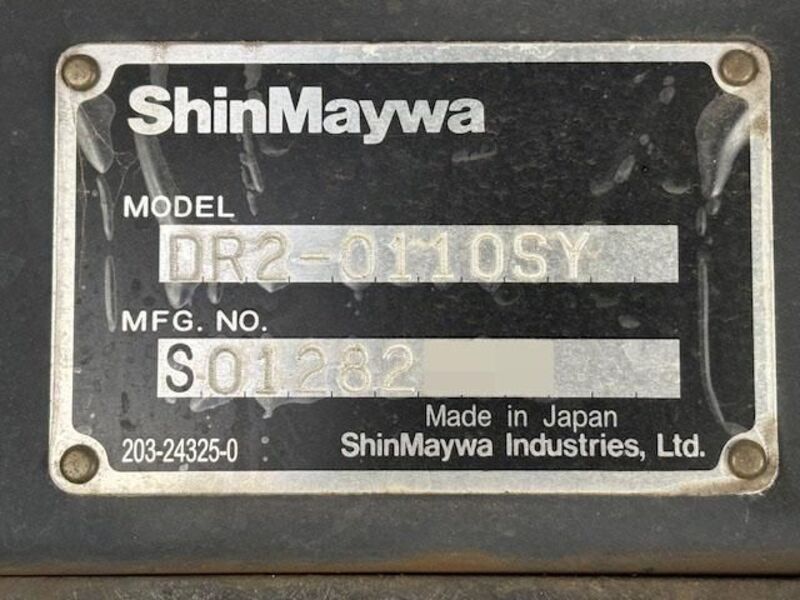 ShinMaywa
MODEL
DR2-0110SY
MFG. NO.
S01282
Made in Japan
203-24325-0
ShinMaywa Industries, Ltd.